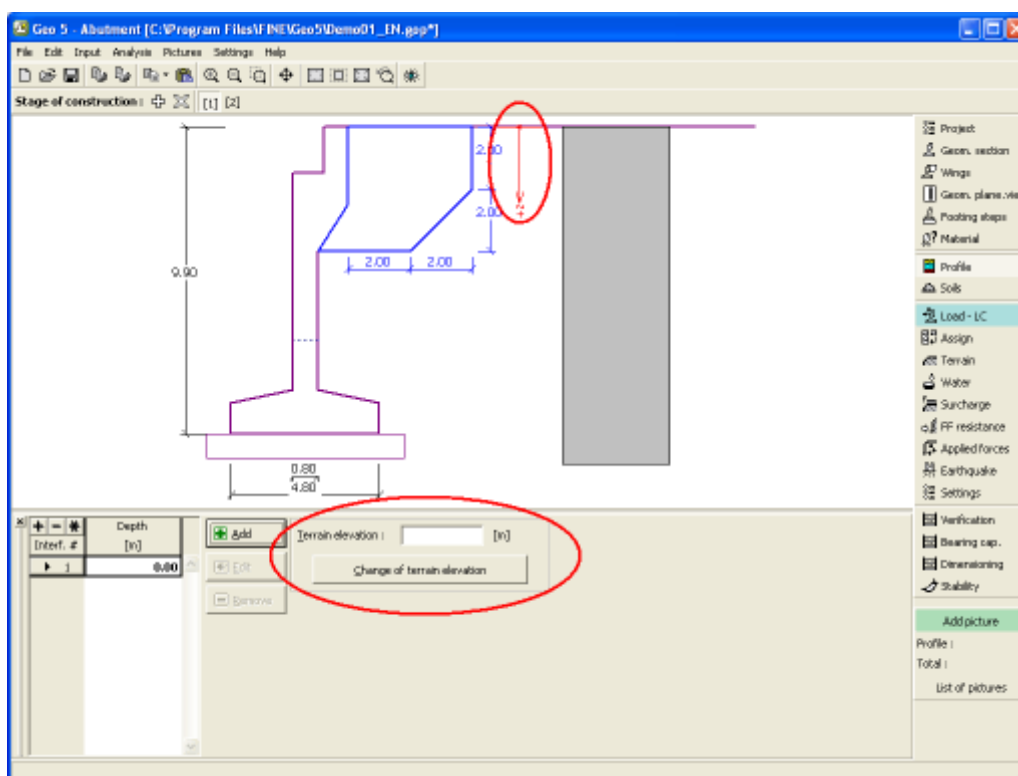 Geo 5 - Abutment [C:\Program Files\FINE\Geo5\Demo01_EN.gop*]
File Edit Input Analysis Pictures Settings Help
Stage of construction : [1] [2]
2.00
2.00
2.00 2.00
+z
9.90
0.80
4.80
Project
Geom. section
Wings
Geom. plane.vie
Footing steps
Material
Profile
Soils
Load - LC
Assign
Terrain
Water
Surcharge
FF resistance
Applied forces
Earthquake
Settings
Verification
Bearing cap.
Dimensioning
Stability
Add picture
Profile :
Total :
List of pictures
Interf. # Depth
[m]
1 0.00
Add
Edit
Remove
Terrain elevation : [m]
Change of terrain elevation